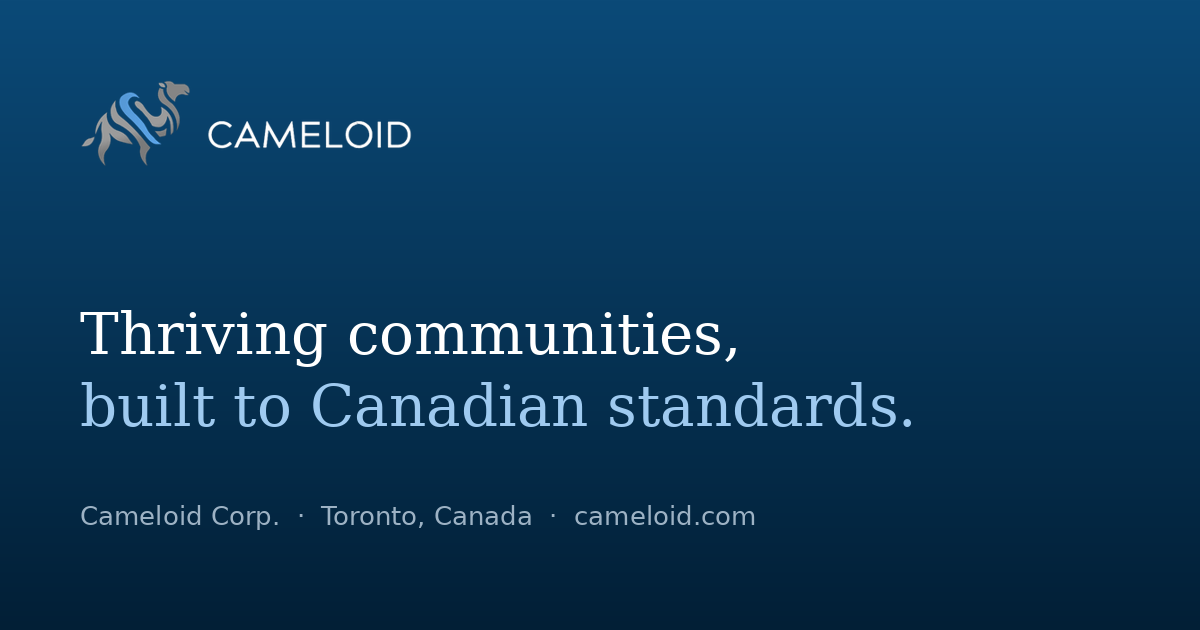 CAMELOID
Thriving communities,
built to Canadian standards.
Cameloid Corp. · Toronto, Canada · cameloid.com